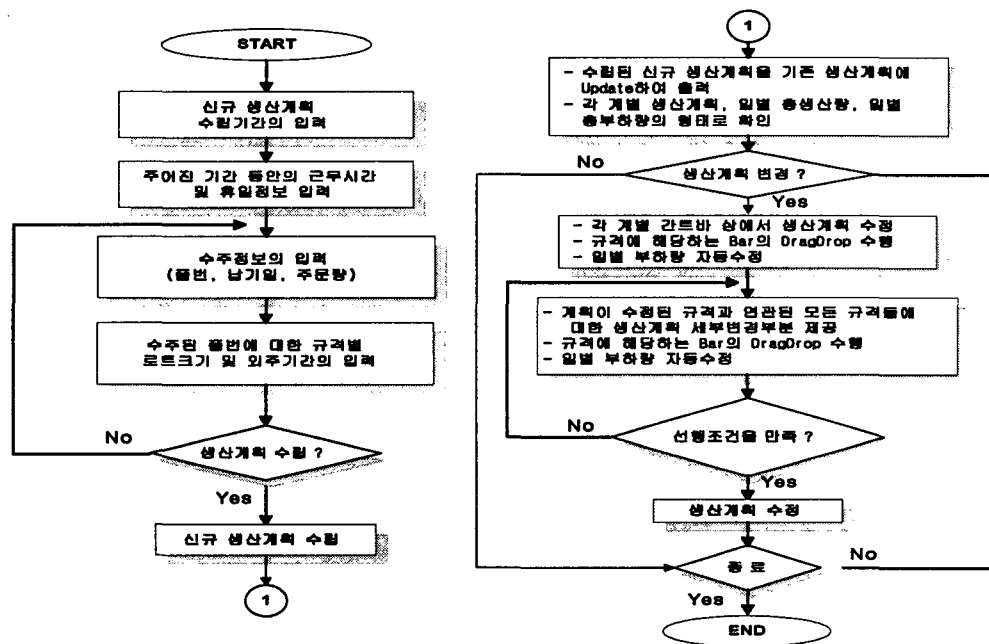 START
신규 생산계획
수립기간의 입력
주어진 기간 동안의 근무시간
및 휴일정보 입력
수주정보의 입력
(품번, 납기일, 주문량)
수주된 품번에 대한 규격별
로트크기 및 외주기간의 입력
No
생산계획 수립 ?
Yes
신규 생산계획 수립
1
1
- 수립된 신규 생산계획을 기존 생산계획에
Update하여 출력
- 각 계별 생산계획, 일별 총생산량, 일별
총부하량의 형태로 확인
No
생산계획 변경 ?
Yes
- 각 계별 간트바 상에서 생산계획 수정
- 규격에 해당하는 Bar의 DragDrop 수행
- 일별 부하량 자동수정
- 계획이 수정된 규격과 연관된 모든 규격들에
대한 생산계획 세부변경부분 제공
- 규격에 해당하는 Bar의 DragDrop 수행
- 일별 부하량 자동수정
No
선행조건을 만족 ?
Yes
생산계획 수정
종 료
No
Yes
END